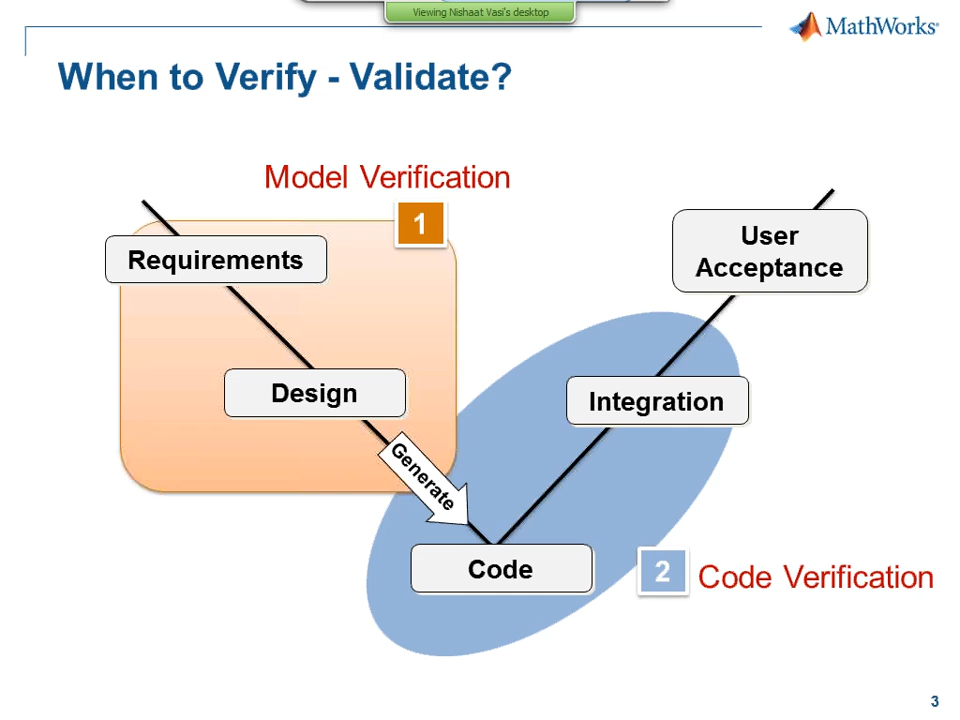 Viewing Nishaat Vasi's desktop
MathWorks®
When to Verify - Validate?
Model Verification
1
Requirements
User
Acceptance
Design
Integration
Generate
Code
2
Code Verification
3